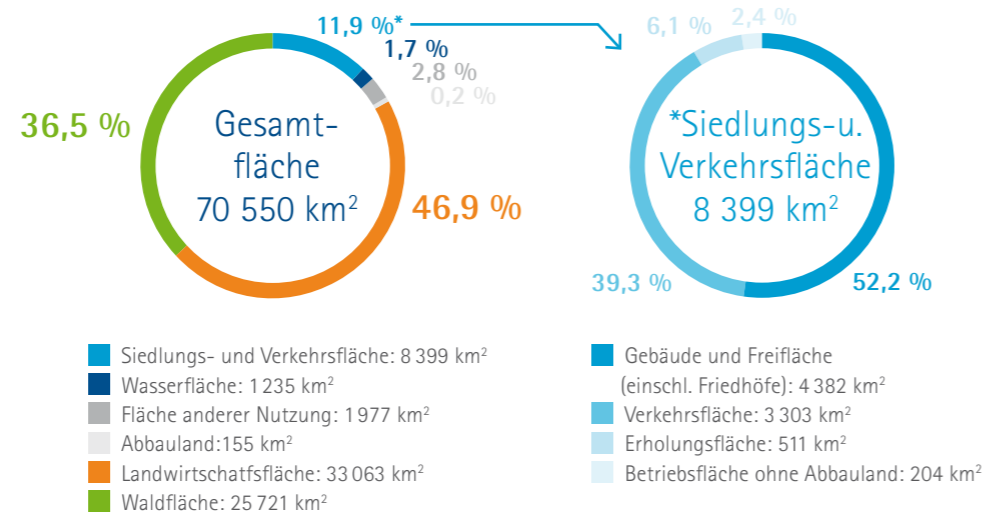 11,9 %*
1,7 %
2,8 %
0,2 %
36,5 %
46,9 %
Gesamt-
fläche
70 550 km²
6,1 %
2,4 %
*Siedlungs-u.
Verkehrsfläche
8 399 km²
39,3 %
52,2 %
Siedlungs- und Verkehrsfläche: 8 399 km²
Wasserfläche: 1 235 km²
Fläche anderer Nutzung: 1 977 km²
Abbauland:155 km²
Landwirtschatfsfläche: 33 063 km²
Waldfläche: 25 721 km²
Gebäude und Freifläche
(einschl. Friedhöfe): 4 382 km²
Verkehrsfläche: 3 303 km²
Erholungsfläche: 511 km²
Betriebsfläche ohne Abbauland: 204 km²